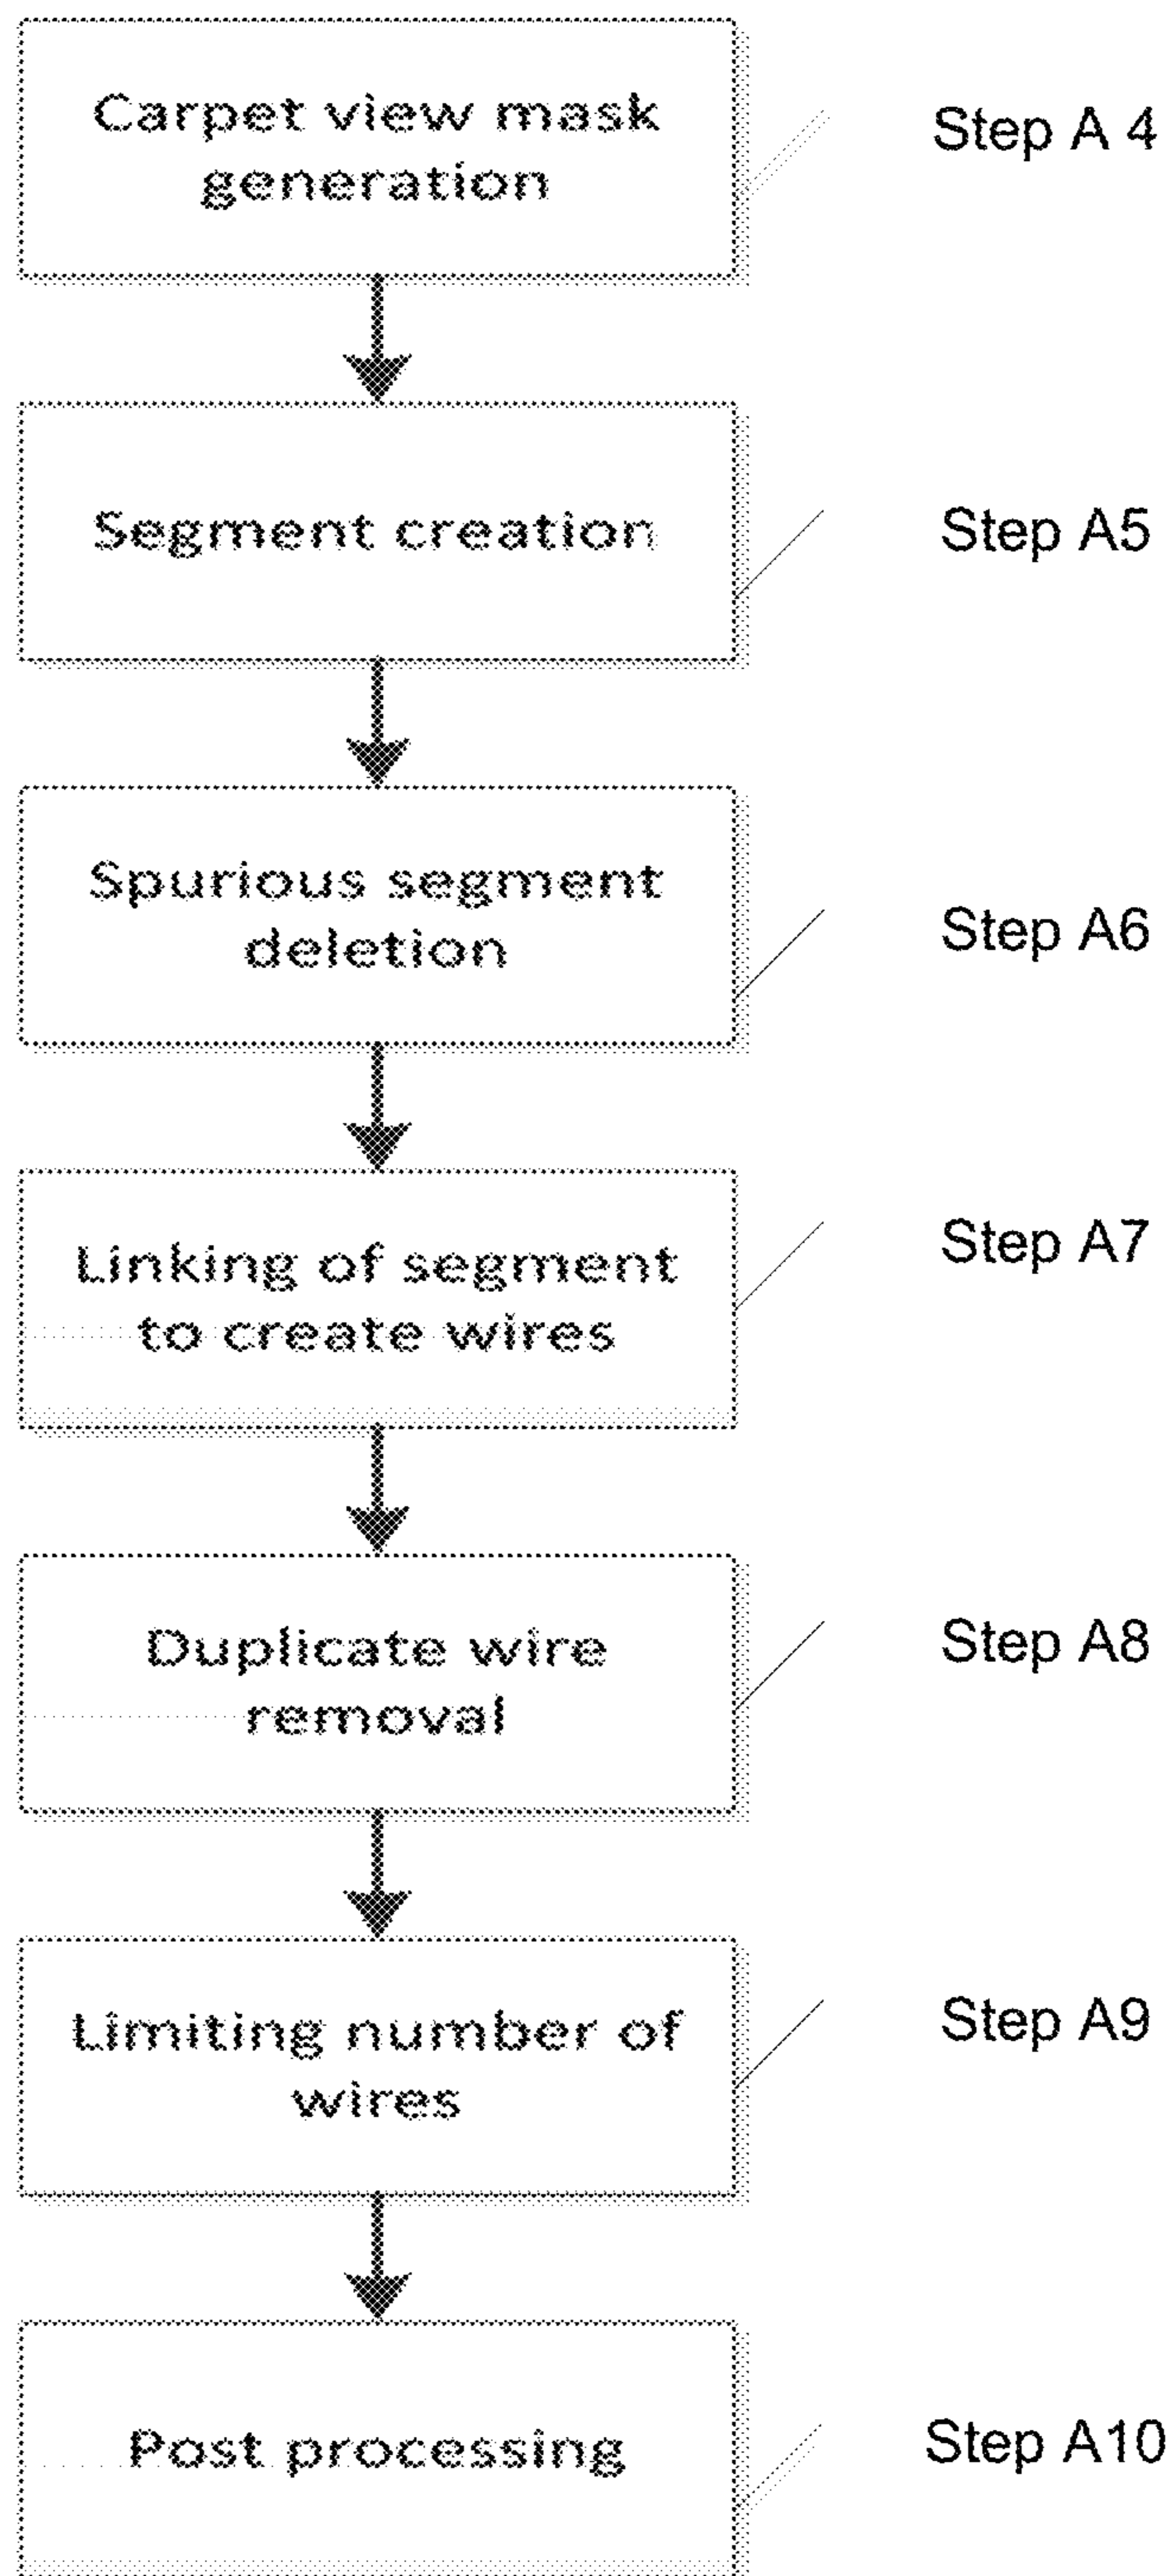 Carpet view mask
generation
Step A 4
Segment creation
Step A5
Spurious segment
deletion
Step A6
Linking of segment
to create wires
Step A7
Duplicate wire
removal
Step A8
Limiting number of
wires
Step A9
Post processing
Step A10